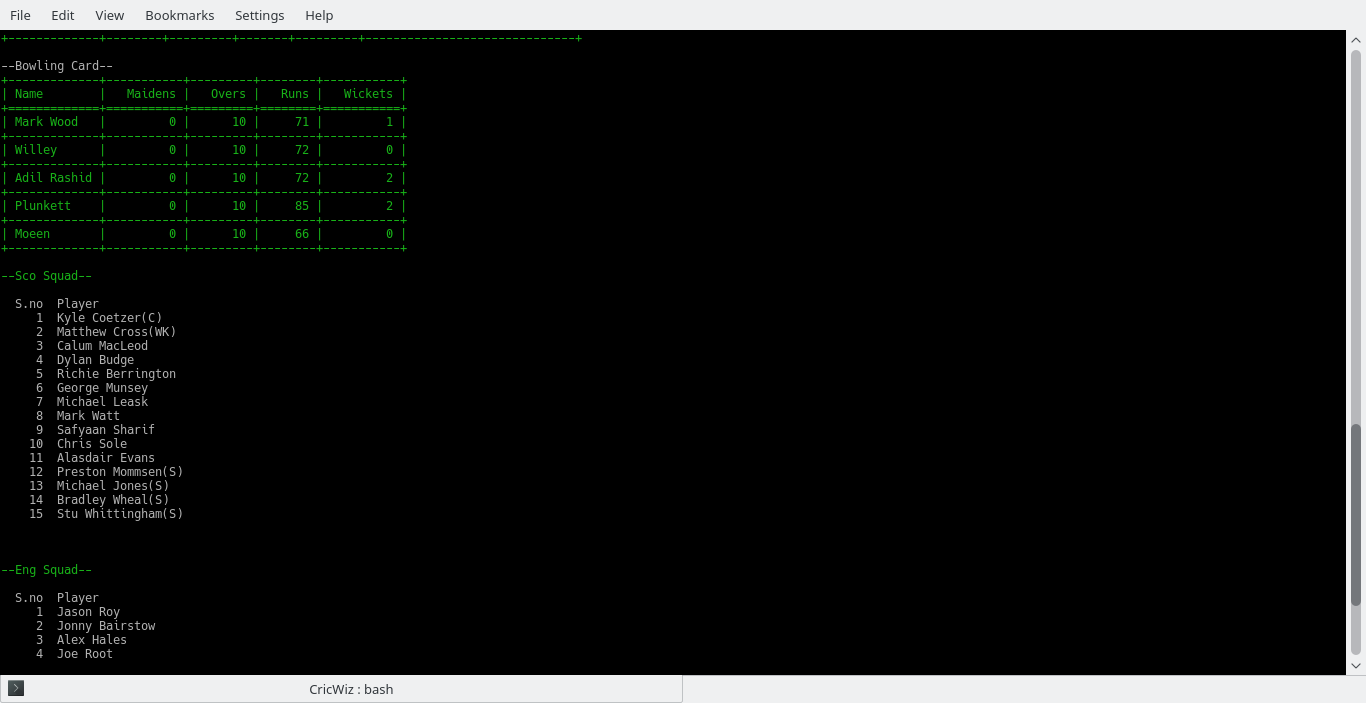 File Edit View Bookmarks Settings Help
+-------------+--------+---------+-------+---------+------------------------------+
--Bowling Card--
+-------------+-----------+---------+--------+-----------+
| Name        |   Maidens |   Overs |   Runs |   Wickets |
+=============+===========+=========+========+===========+
| Mark Wood   |         0 |      10 |     71 |         1 |
+-------------+-----------+---------+--------+-----------+
| Willey      |         0 |      10 |     72 |         0 |
+-------------+-----------+---------+--------+-----------+
| Adil Rashid |         0 |      10 |     72 |         2 |
+-------------+-----------+---------+--------+-----------+
| Plunkett    |         0 |      10 |     85 |         2 |
+-------------+-----------+---------+--------+-----------+
| Moeen       |         0 |      10 |     66 |         0 |
+-------------+-----------+---------+--------+-----------+
--Sco Squad--
S.no  Player
1  Kyle Coetzer(C)
2  Matthew Cross(WK)
3  Calum MacLeod
4  Dylan Budge
5  Richie Berrington
6  George Munsey
7  Michael Leask
8  Mark Watt
9  Safyaan Sharif
10  Chris Sole
11  Alasdair Evans
12  Preston Mommsen(S)
13  Michael Jones(S)
14  Bradley Wheal(S)
15  Stu Whittingham(S)
--Eng Squad--
S.no  Player
1  Jason Roy
2  Jonny Bairstow
3  Alex Hales
4  Joe Root
CricWiz : bash